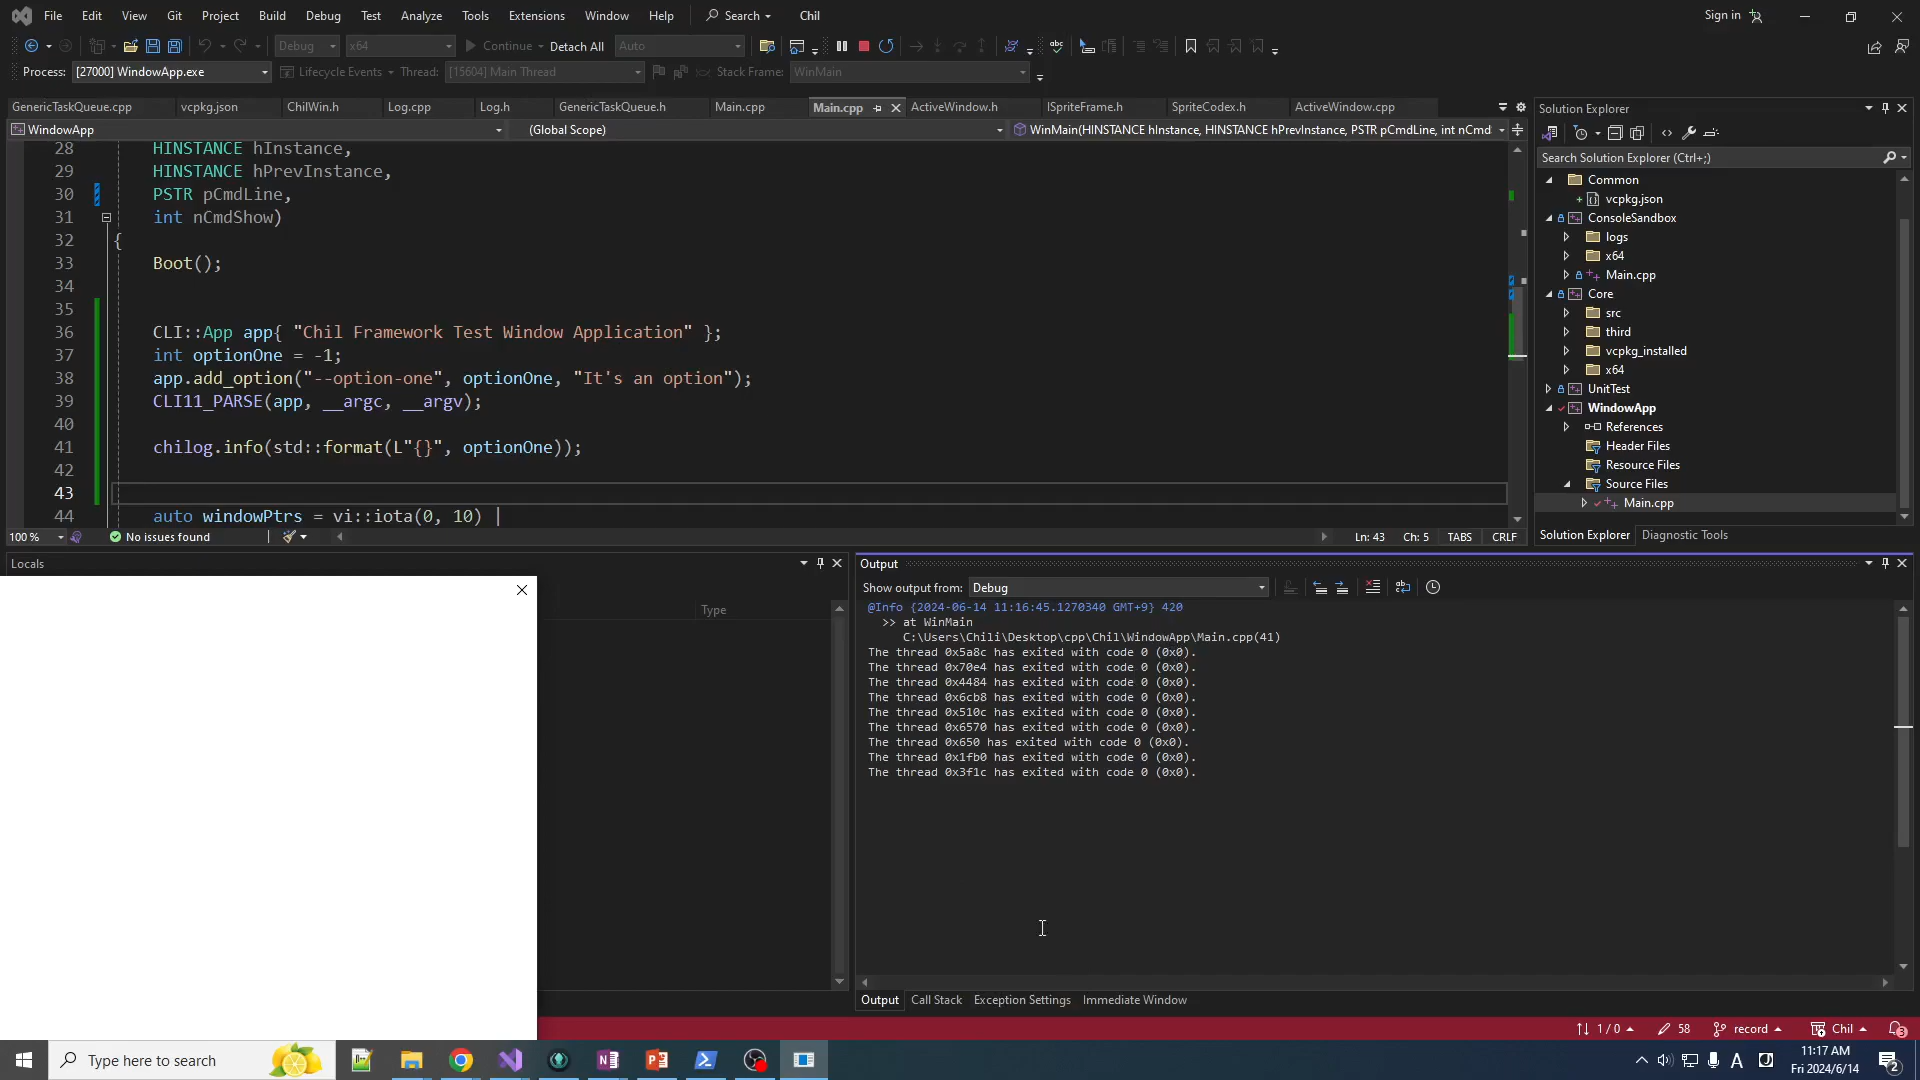 File Edit View Git Project Build Debug Test Analyze Tools Extensions Window Help Search Chil Sign in
Debug x64 Continue Detach All Auto
Process: [27000] WindowApp.exe Lifecycle Events Thread: [15604] Main Thread Stack Frame: WinMain
GenericTaskQueue.cpp vcpkg.json ChilWin.h Log.cpp Log.h GenericTaskQueue.h Main.cpp Main.cpp ActiveWindow.h ISpriteFrame.h SpriteCodex.h ActiveWindow.cpp
WindowApp (Global Scope) WinMain(HINSTANCE hInstance, HINSTANCE hPrevInstance, PSTR pCmdLine, int nCmd
28 HINSTANCE hInstance,
29 HINSTANCE hPrevInstance,
30 PSTR pCmdLine,
31 int nCmdShow)
32 {
33 Boot();
34
35
36 CLI::App app{ "Chil Framework Test Window Application" };
37 int optionOne = -1;
38 app.add_option("--option-one", optionOne, "It's an option");
39 CLI11_PARSE(app, __argc, __argv);
40
41 chilog.info(std::format(L"{}", optionOne));
42
43
44 auto windowPtrs = vi::iota(0, 10) |
100 % No issues found Ln: 43 Ch: 5 TABS CRLF
Solution Explorer
Search Solution Explorer (Ctrl+;)
Common
vcpkg.json
ConsoleSandbox
logs
x64
Main.cpp
Core
src
third
vcpkg_installed
x64
UnitTest
WindowApp
References
Header Files
Resource Files
Source Files
Main.cpp
Solution Explorer Diagnostic Tools
Locals
Type
Output
Show output from: Debug
@Info {2024-06-14 11:16:45.1270340 GMT+9} 420
>> at WinMain
C:\Users\Chili\Desktop\cpp\Chil\WindowApp\Main.cpp(41)
The thread 0x5a8c has exited with code 0 (0x0).
The thread 0x70e4 has exited with code 0 (0x0).
The thread 0x4484 has exited with code 0 (0x0).
The thread 0x6cb8 has exited with code 0 (0x0).
The thread 0x510c has exited with code 0 (0x0).
The thread 0x6570 has exited with code 0 (0x0).
The thread 0x650 has exited with code 0 (0x0).
The thread 0x1fb0 has exited with code 0 (0x0).
The thread 0x3f1c has exited with code 0 (0x0).
Output Call Stack Exception Settings Immediate Window
1 / 0 58 record Chil 3
Type here to search
A
11:17 AM
Fri 2024/6/14
2